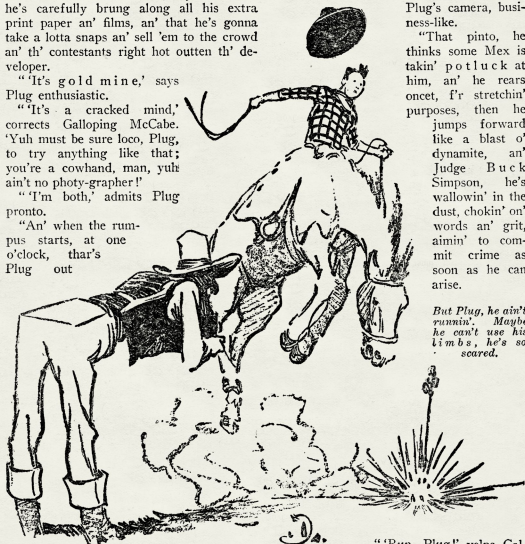 he's carefully brung along all his extra
print paper an' films, an' that he's gonna
take a lotta snaps an' sell 'em to the crowd
an' th' contestants right hot outten th' de-
veloper.
"'It's gold mine,' says
Plug enthusiastic.
"'It's a cracked mind,'
corrects Galloping McCabe.
'Yuh must be sure loco, Plug,
to try anything like that;
you're a cowhand, man, yuh
ain't no photy-grapher!'
"'I'm both,' admits Plug
pronto.
"An' when the rum-
pus starts, at one
o'clock, thar's
Plug out
Plug's camera, busi-
ness-like.
"That pinto, he
thinks some Mex is
takin' potluck at
him, an' he rears
oncet, f'r stretchin'
purposes, then he
jumps forward
like a blast o'
dynamite, an'
Judge Buck
Simpson, he's
wallowin' in the
dust, chokin' on'
words an' grit,
aimin' to com-
mit crime as
soon as he can
arise.
But Plug, he ain't
runnin'. Maybe
he can't use his
limbs, he's so
scared.
"'Run, Plug!' yelps Gal-